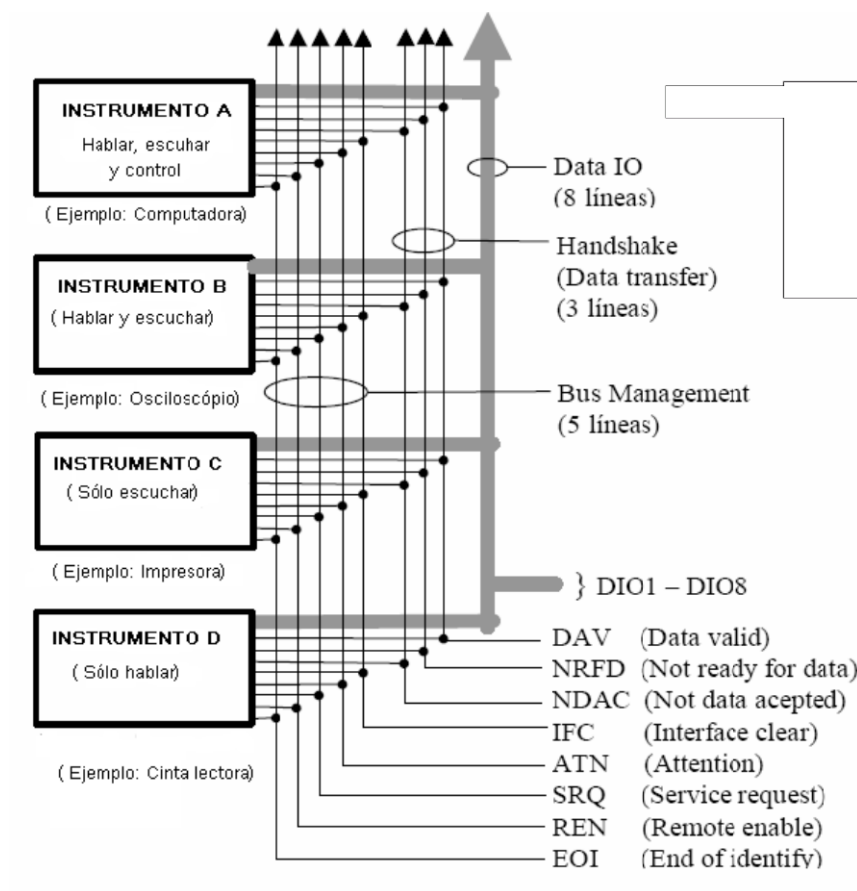 INSTRUMENTO A
Hablar, escuhar
y control
( Ejemplo: Computadora)
INSTRUMENTO B
( Hablar y escuchar)
( Ejemplo: Osciloscópio)
INSTRUMENTO C
( Sólo escuchar)
( Ejemplo: Impresora)
INSTRUMENTO D
( Sólo hablar)
( Ejemplo: Cinta lectora)
Data IO
(8 líneas)
Handshake
(Data transfer)
(3 líneas)
Bus Management
(5 líneas)
} DIO1 – DIO8
DAV (Data valid)
NRFD (Not ready for data)
NDAC (Not data acepted)
IFC (Interface clear)
ATN (Attention)
SRQ (Service request)
REN (Remote enable)
EOI (End of identify)